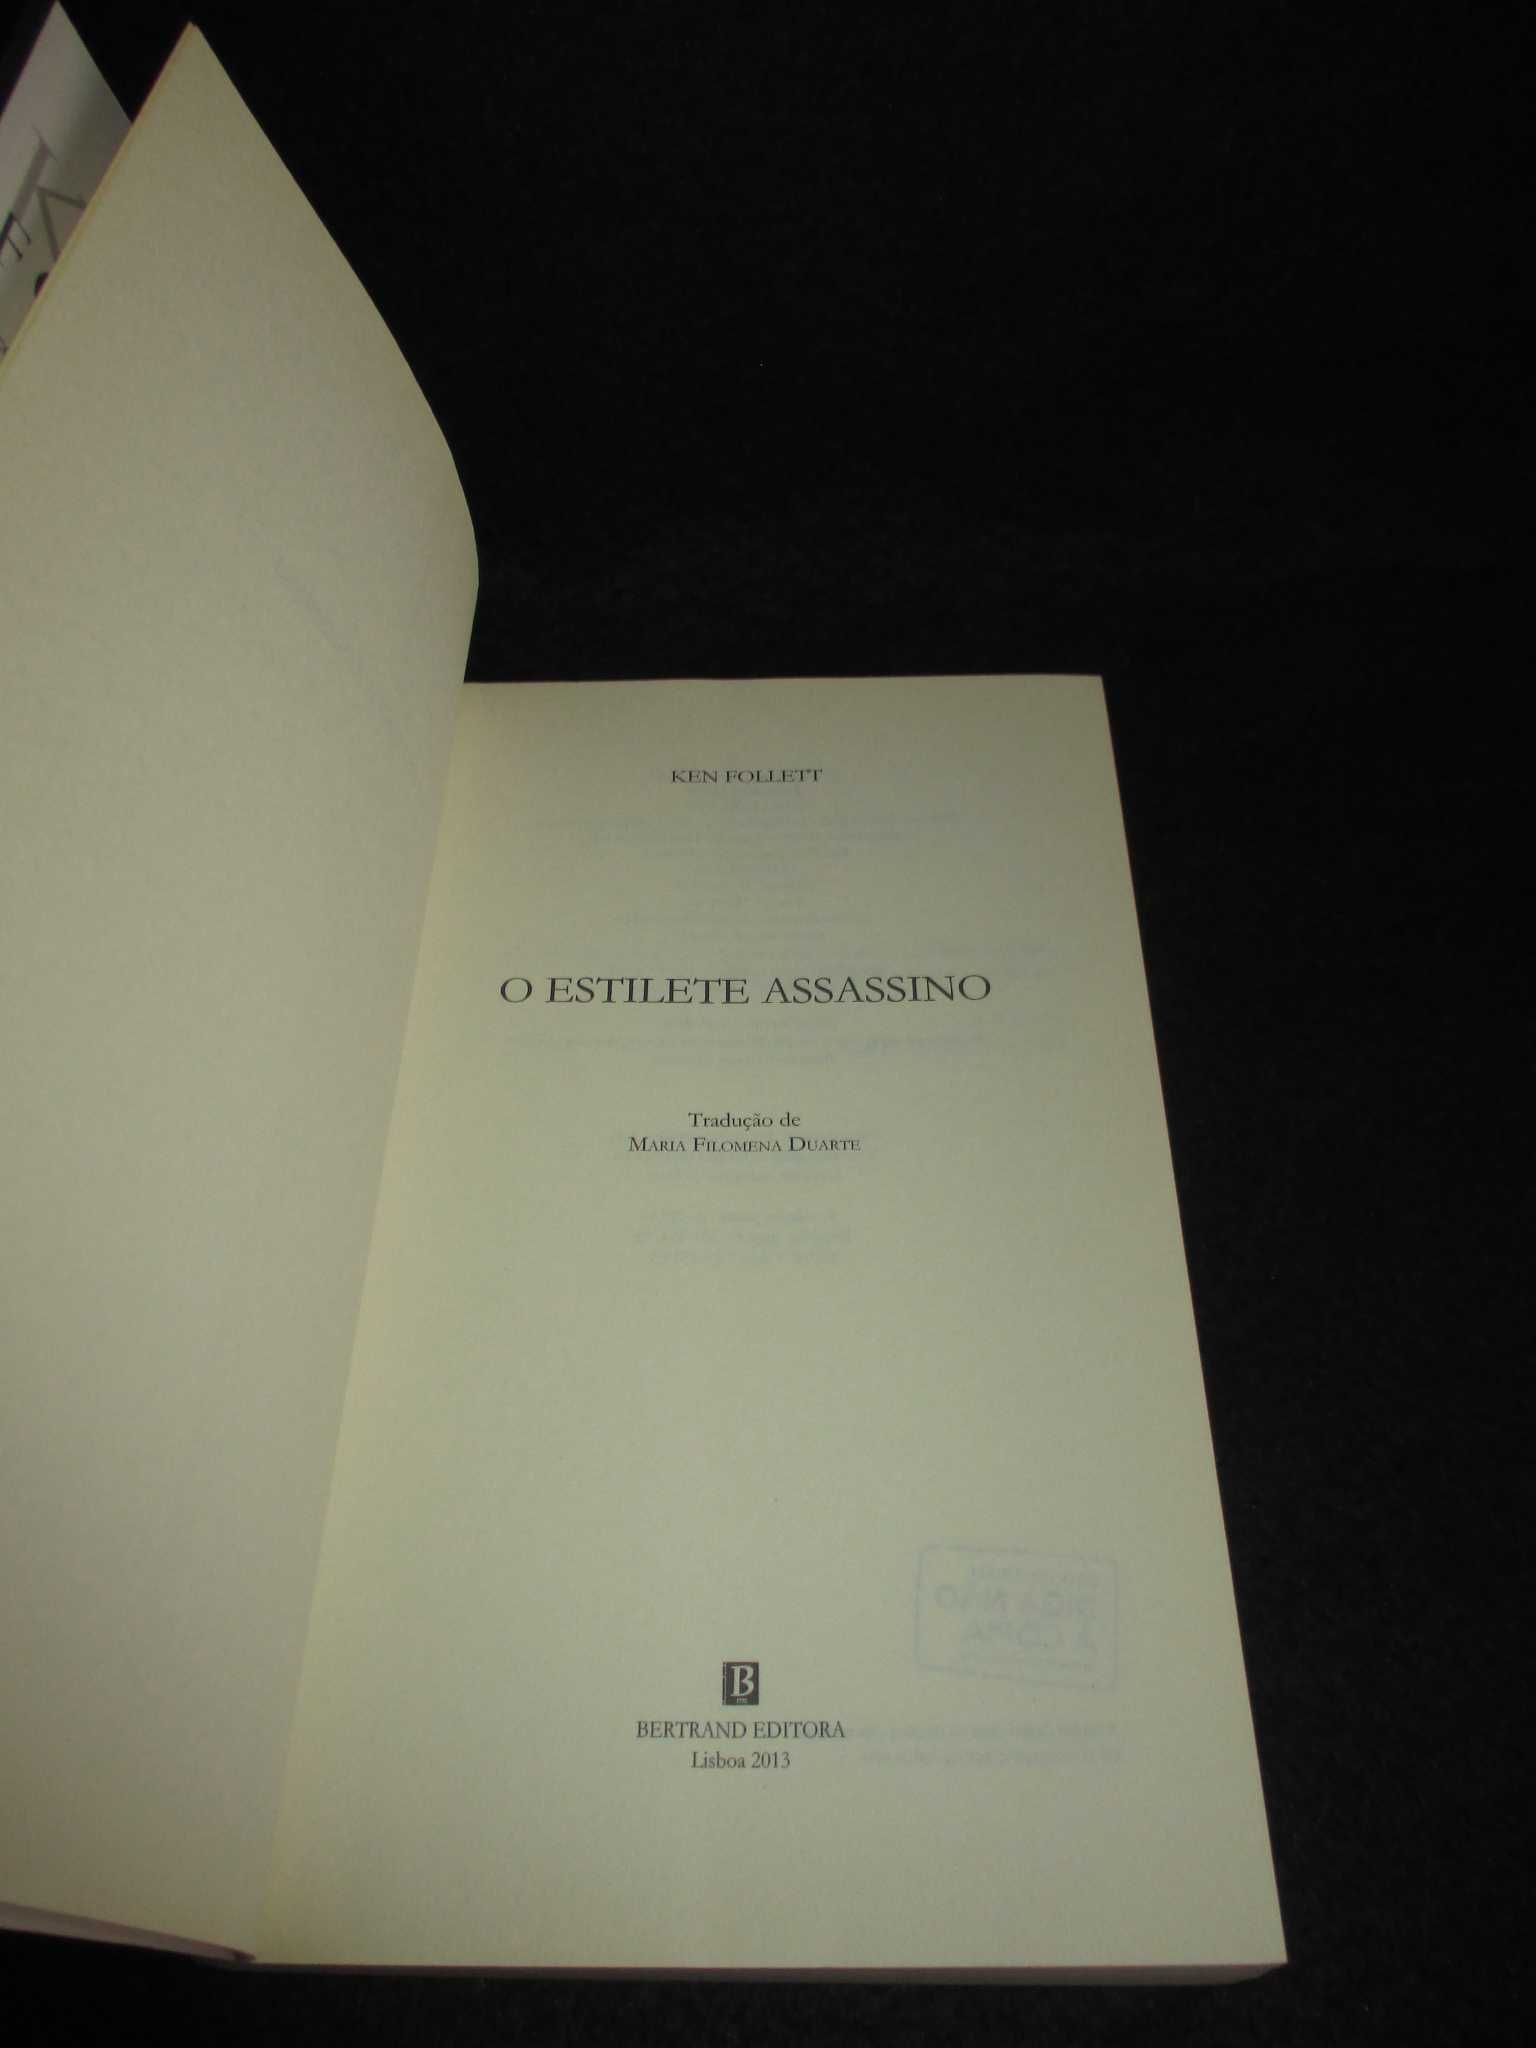 KEN FOLLETT
O ESTILETE ASSASSINO
Tradução de
MARIA FILOMENA DUARTE
B
BERTRAND EDITORA
Lisboa 2013